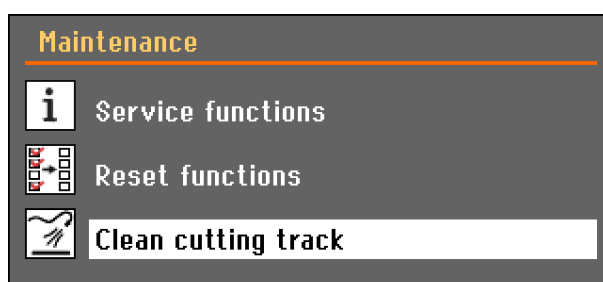 Maintenance
i
Service functions
Reset functions
Clean cutting track